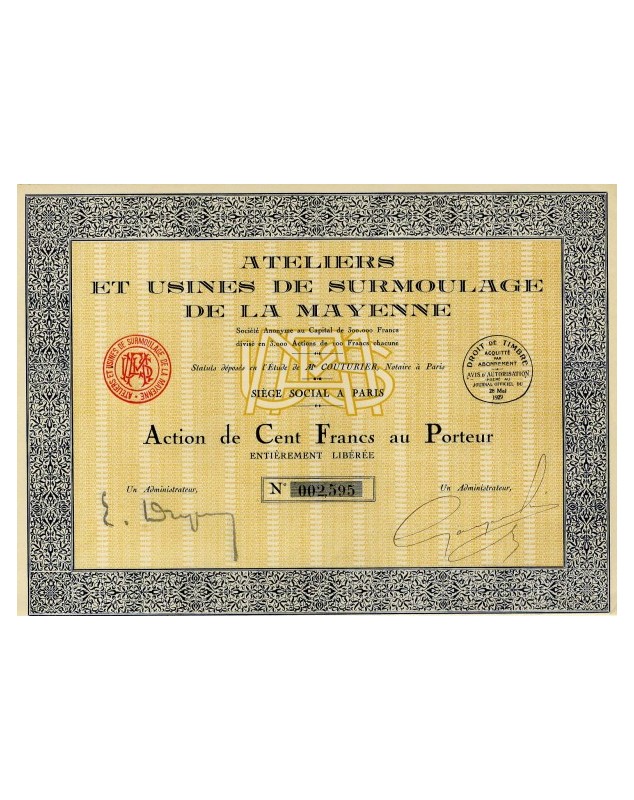 ATELIERS
ET USINES DE SURMOULAGE
DE LA MAYENNE
Société Anonyme au Capital de 300.000 Francs
divisé en 3.000 Actions de 100 Francs chacune
Statuts déposés en l'Etude de Me COUTURIER, Notaire à Paris
SIÈGE SOCIAL A PARIS
ATELIERS ET USINES DE SURMOULAGE DE LA MAYENNE
DROIT DE TIMBRE
ACQUITTÉ
PAR
ABONNEMENT
AVIS D'AUTORISATION
INSÉRÉ AU
JOURNAL OFFICIEL DU
28 Mai
1929
Action de Cent Francs au Porteur
ENTIÈREMENT LIBÉRÉE
Un Administrateur,
N° 002,595
Un Administrateur,